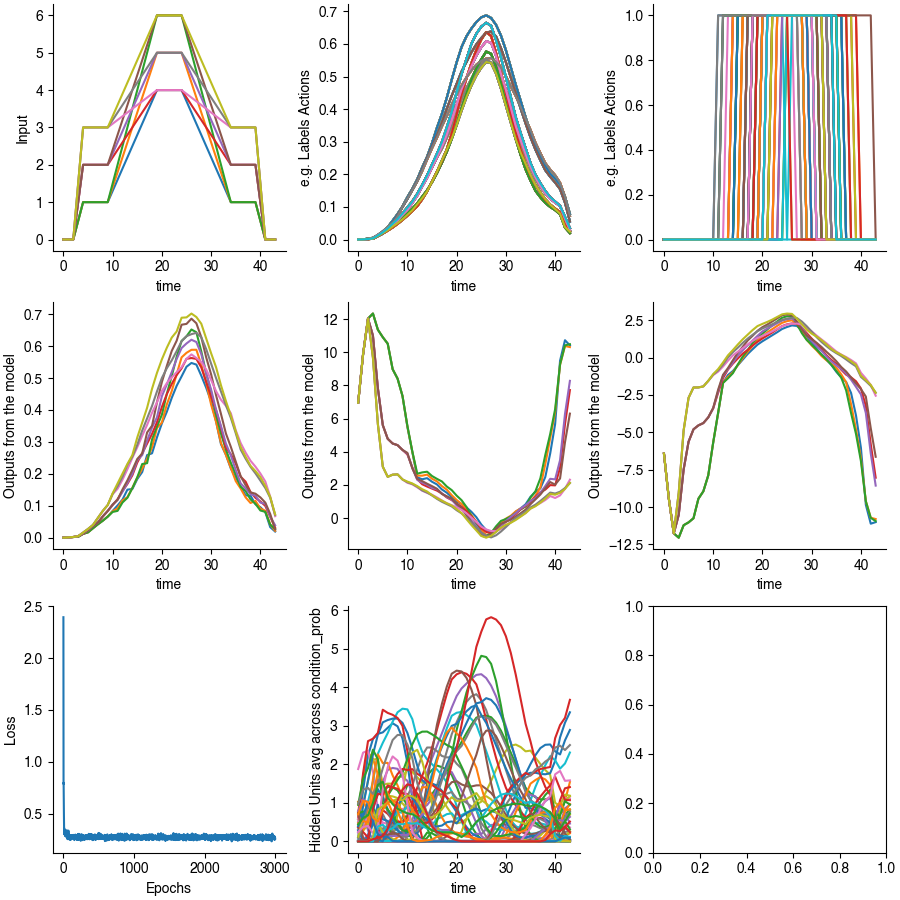 6
5
4
3
2
1
0
Input
0 10 20 30 40
time
0.7
0.6
0.5
0.4
0.3
0.2
0.1
0.0
e.g. Labels Actions
0 10 20 30 40
time
1.0
0.8
0.6
0.4
0.2
0.0
e.g. Labels Actions
0 10 20 30 40
time
0.7
0.6
0.5
0.4
0.3
0.2
0.1
0.0
Outputs from the model
0 10 20 30 40
time
12
10
8
6
4
2
0
Outputs from the model
0 10 20 30 40
time
2.5
0.0
−2.5
−5.0
−7.5
−10.0
−12.5
Outputs from the model
0 10 20 30 40
time
2.5
2.0
1.5
1.0
0.5
Loss
0 1000 2000 3000
Epochs
6
5
4
3
2
1
0
Hidden Units avg across condition_prob
0 10 20 30 40
time
1.0
0.8
0.6
0.4
0.2
0.0
0.0 0.2 0.4 0.6 0.8 1.0